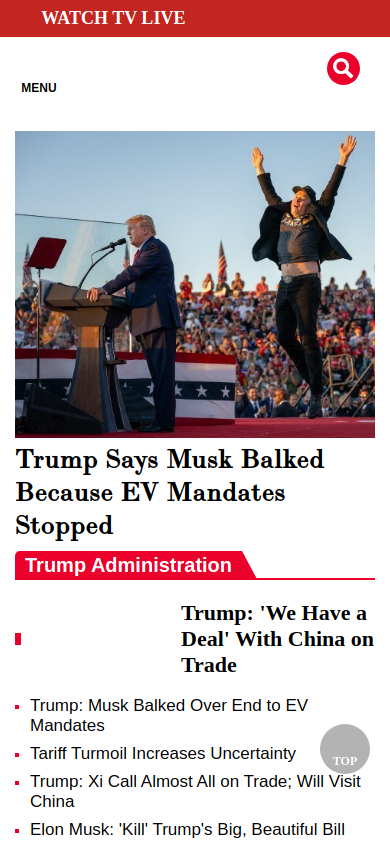 WATCH TV LIVE
MENU
Trump Says Musk Balked
Because EV Mandates
Stopped
Trump Administration
Trump: 'We Have a
Deal' With China on
Trade
Trump: Musk Balked Over End to EV
Mandates
Tariff Turmoil Increases Uncertainty
TOP
Trump: Xi Call Almost All on Trade; Will Visit
China
Elon Musk: 'Kill' Trump's Big, Beautiful Bill